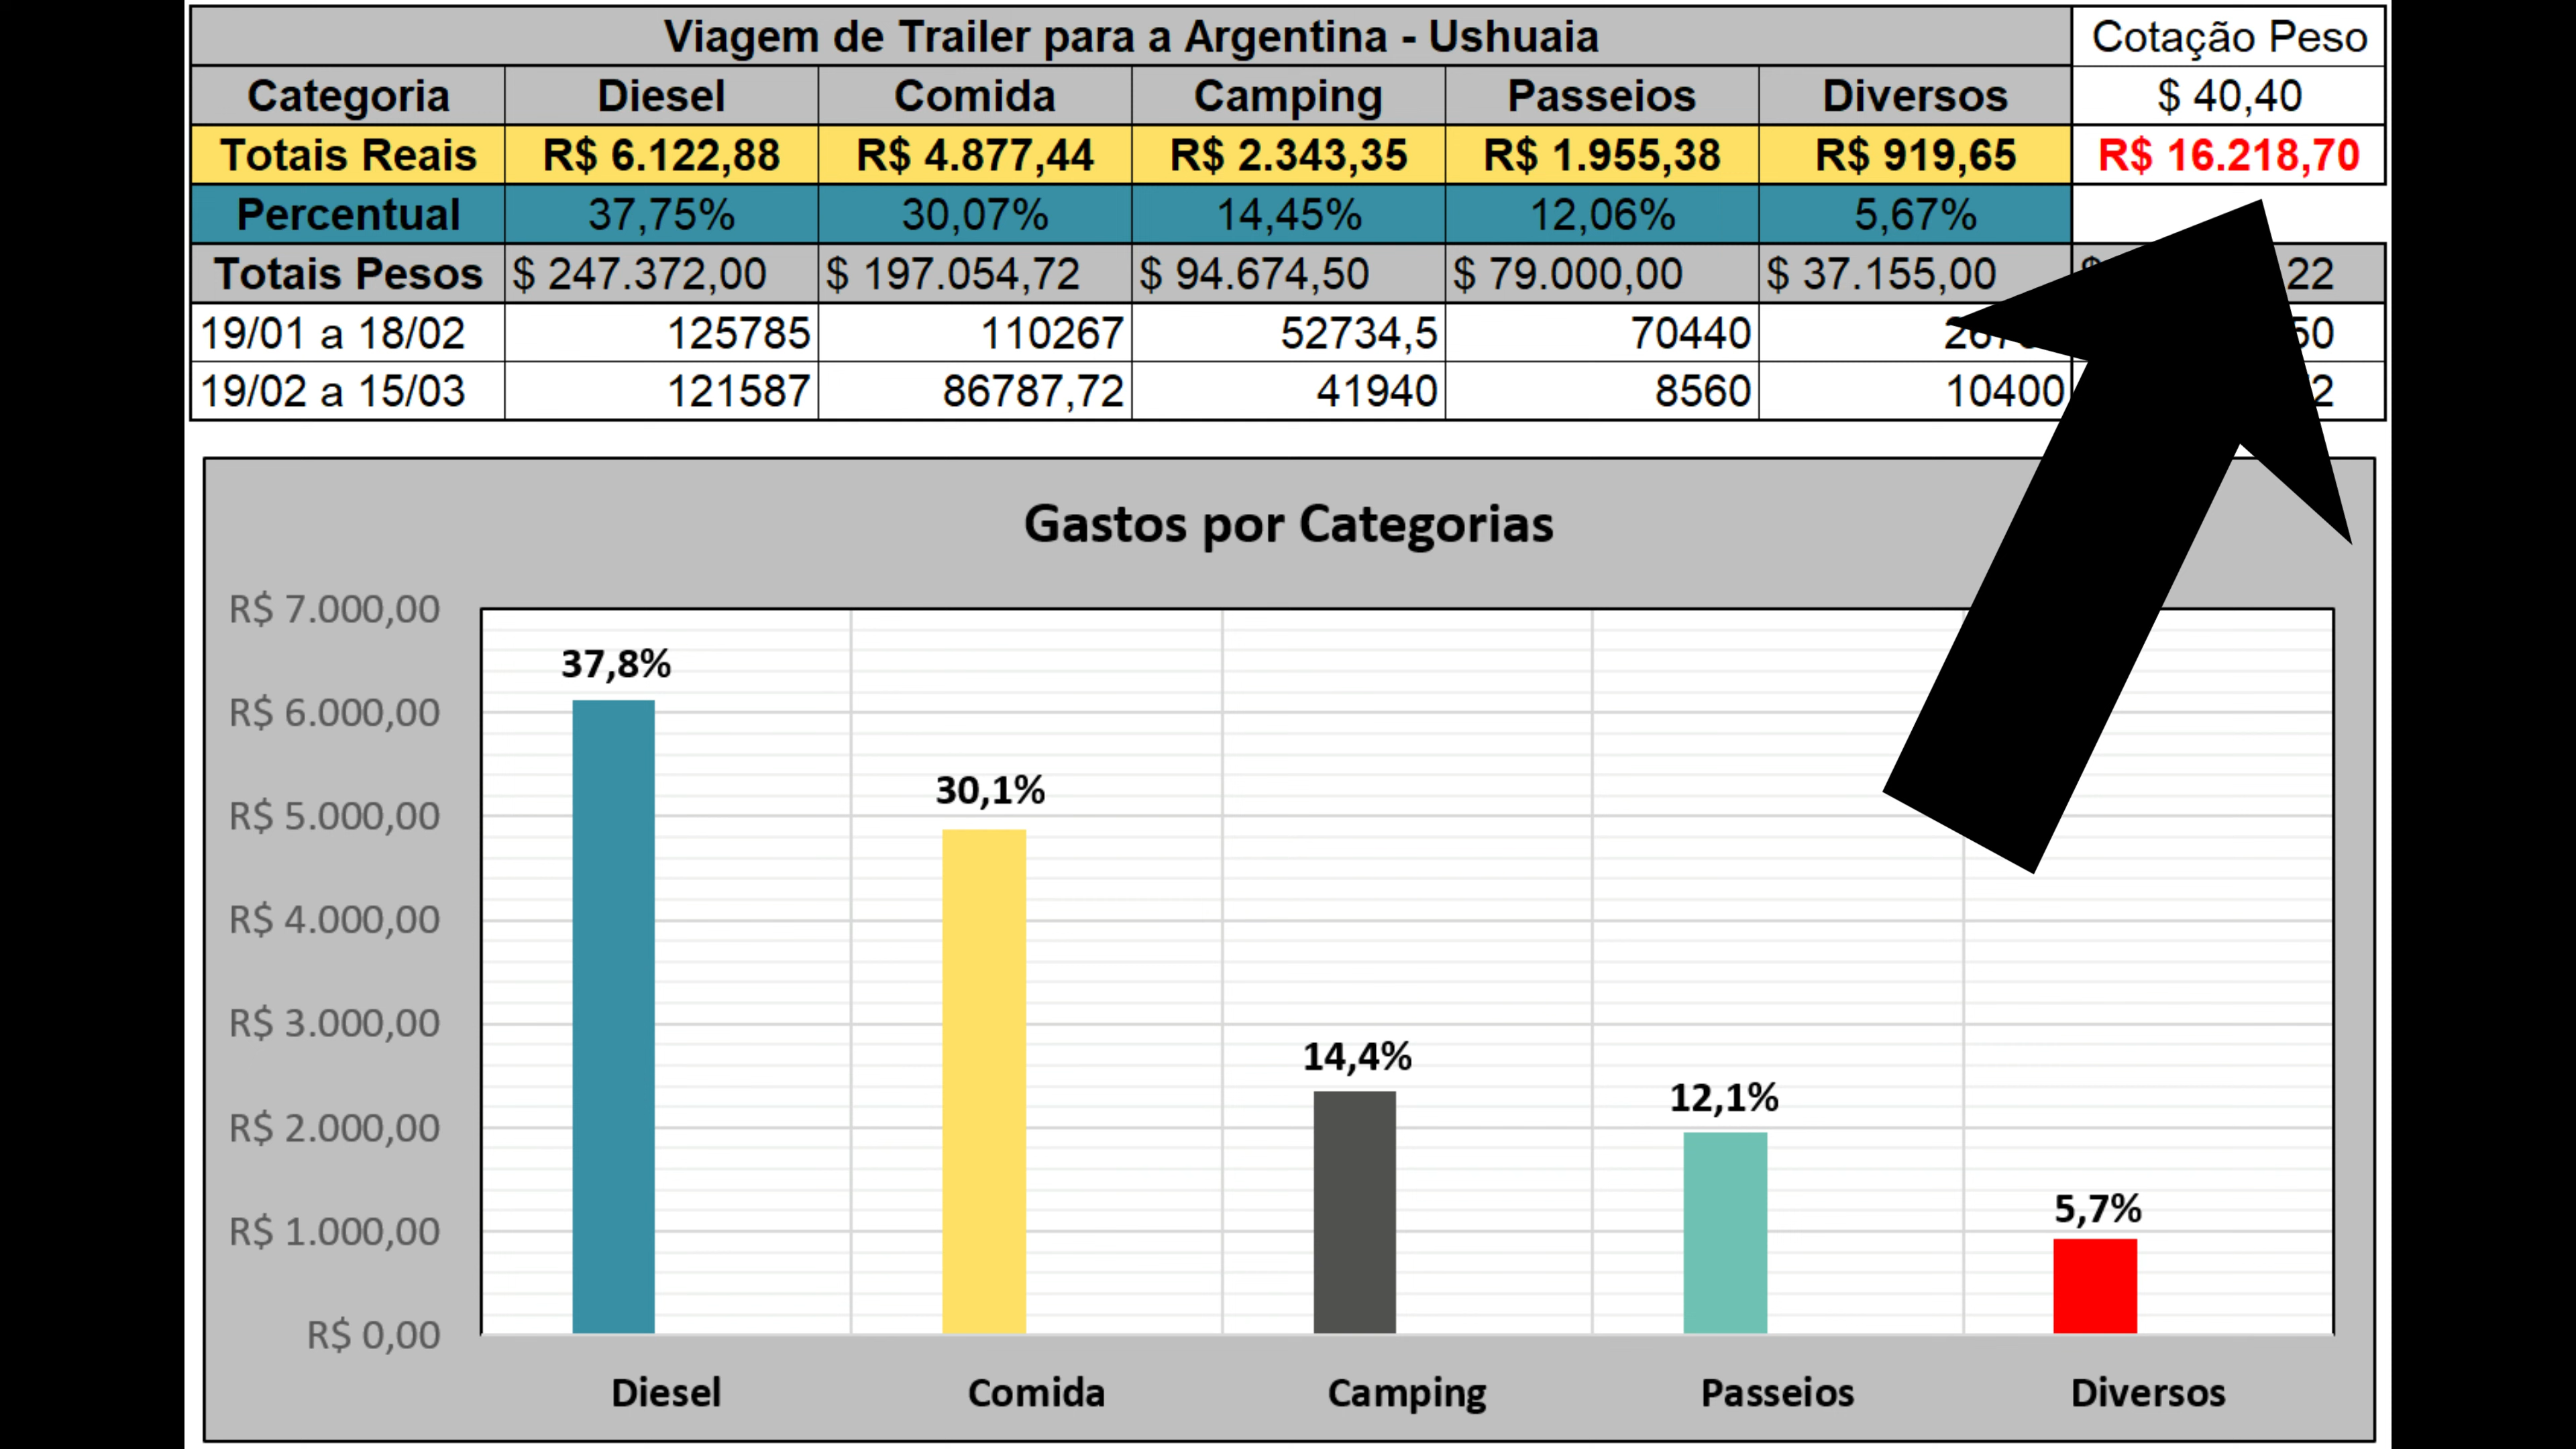 Viagem de Trailer para a Argentina - Ushuaia Cotação Peso
Categoria Diesel Comida Camping Passeios Diversos $ 40,40
Totais Reais R$ 6.122,88 R$ 4.877,44 R$ 2.343,35 R$ 1.955,38 R$ 919,65 R$ 16.218,70
Percentual 37,75% 30,07% 14,45% 12,06% 5,67%
Totais Pesos $ 247.372,00 $ 197.054,72 $ 94.674,50 $ 79.000,00 $ 37.155,00
19/01 a 18/02 125785 110267 52734,5 70440
19/02 a 15/03 121587 86787,72 41940 8560 10400
Gastos por Categorias
R$ 7.000,00
37,8%
R$ 6.000,00
30,1%
R$ 5.000,00
R$ 4.000,00
R$ 3.000,00
14,4%
12,1%
R$ 2.000,00
5,7%
R$ 1.000,00
R$ 0,00
Diesel Comida Camping Passeios Diversos